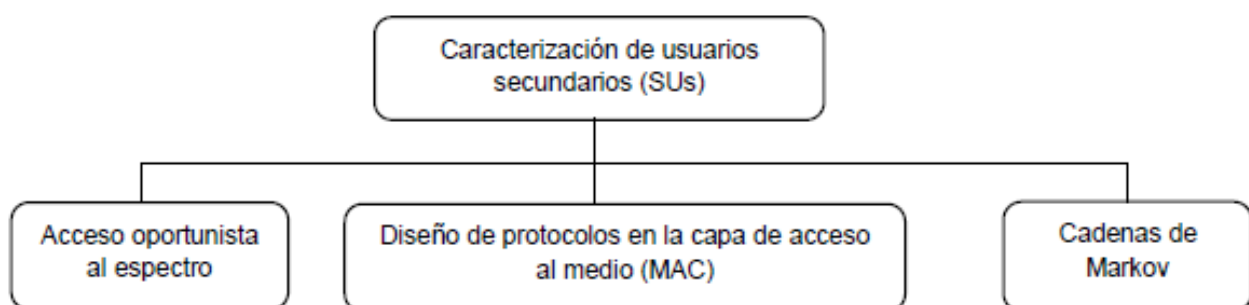 Caracterización de usuarios
secundarios (SUs)
Acceso oportunista
al espectro
Diseño de protocolos en la capa de acceso
al medio (MAC)
Cadenas de
Markov